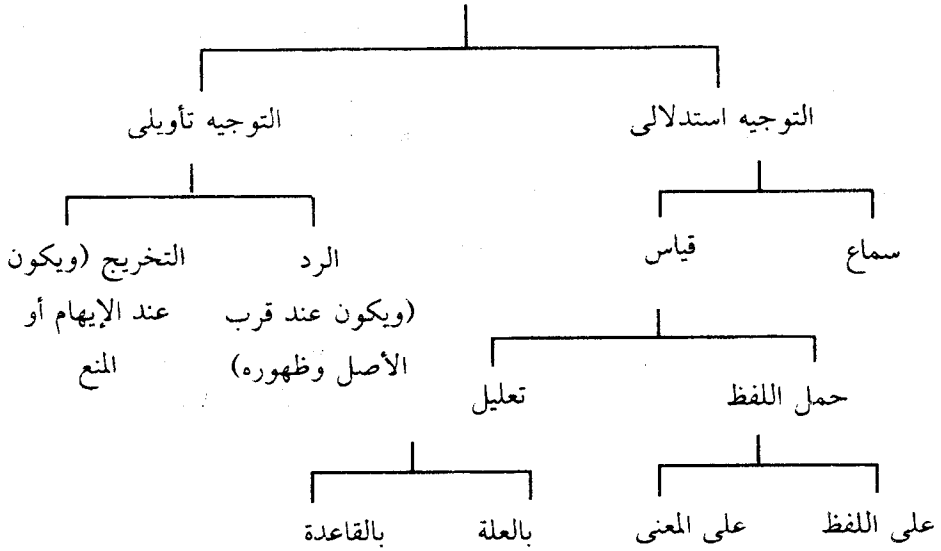 التوجيه استدلالى
التوجيه تأويلى
سماع
قياس
الرد
(ويكون عند قرب
الأصل وظهوره)
التخريج (ويكون
عند الإيهام أو
المنع
حمل اللفظ
تعليل
على اللفظ
على المعنى
بالعلة
بالقاعدة